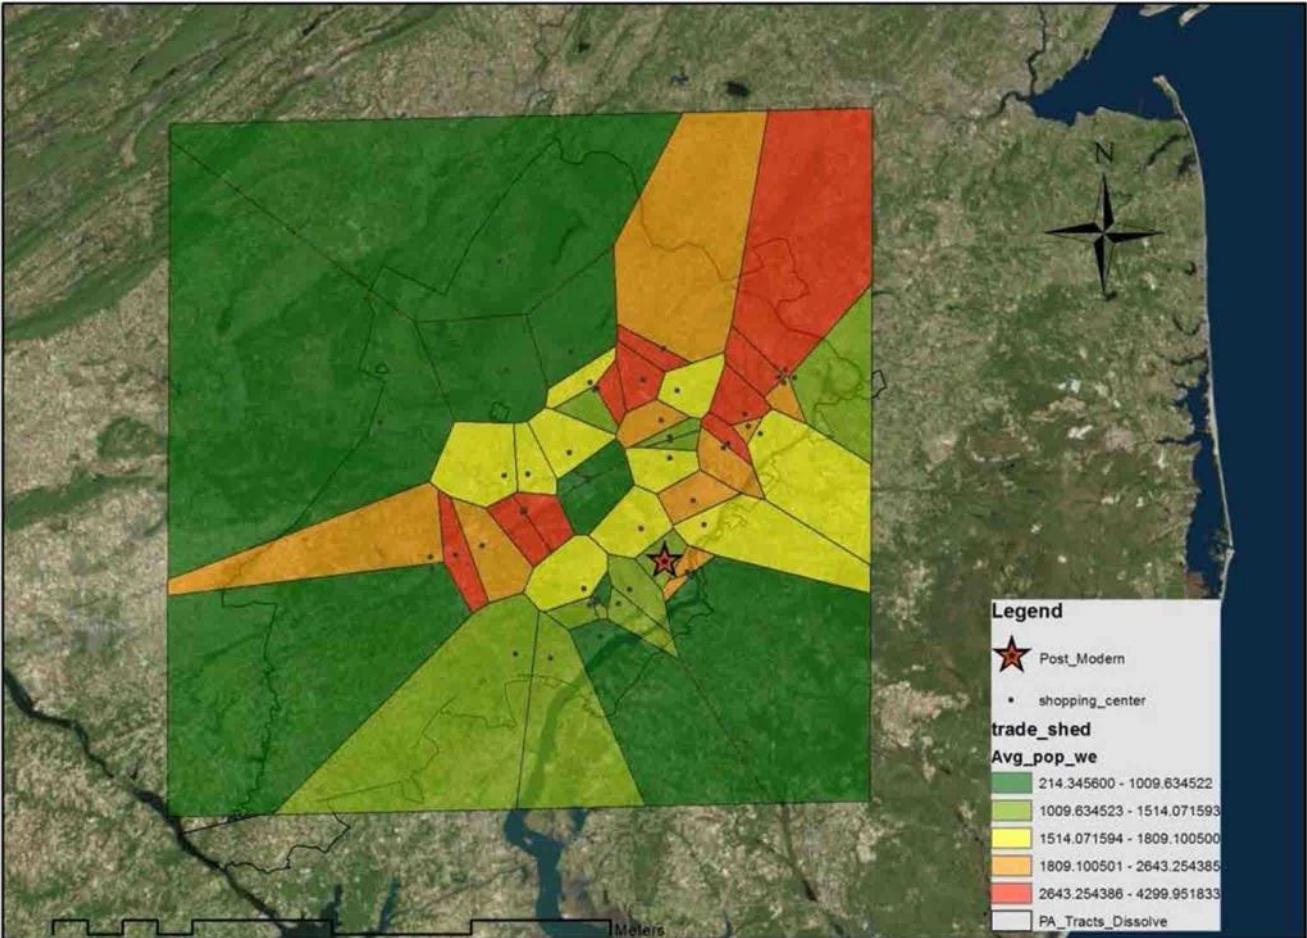 N
Legend
Post_Modern
shopping_center
trade_shed
Avg_pop_we
214.345600 - 1009.634522
1009.634523 - 1514.071593
1514.071594 - 1809.100500
1809.100501 - 2643.254385
2643.254386 - 4299.951833
PA_Tracts_Dissolve
Meters